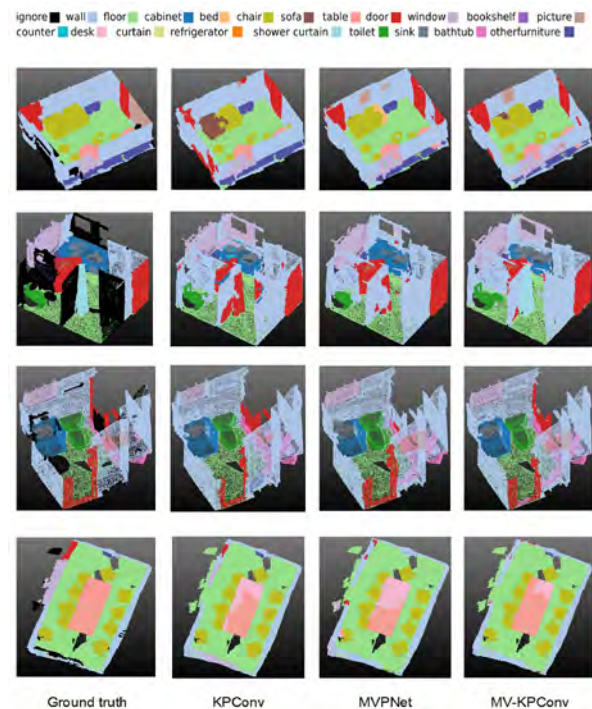 ignore wall floor cabinet bed chair sofa table door window bookshelf picture
counter desk curtain refrigerator shower curtain toilet sink bathtub otherfurniture
Ground truth KPConv MVPNet MV-KPConv